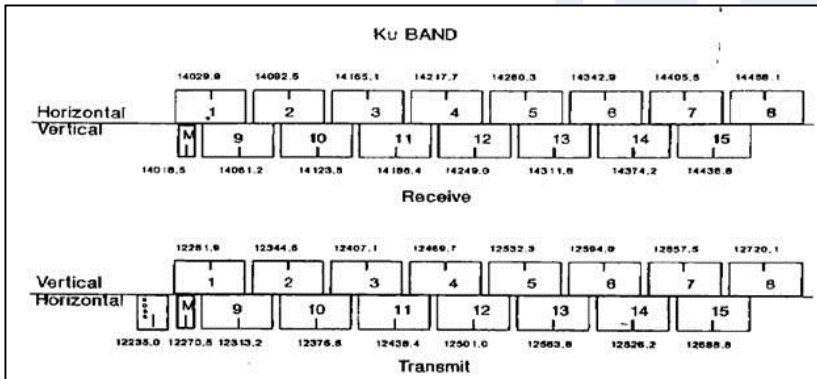 Ku BAND
14029.9 14092.5 14155.1 14217.7 14280.3 14342.9 14405.5 14468.1
Horizontal 1 2 3 4 5 6 7 8
Vertical M 9 10 11 12 13 14 15
14018.5 14061.2 14123.8 14186.4 14249.0 14311.6 14374.2 14436.8
Receive
12281.9 12344.5 12407.1 12469.7 12532.3 12594.9 12657.5 12720.1
Vertical 1 2 3 4 5 6 7 8
Horizontal M 9 10 11 12 13 14 15
12235.0 12270.5 12313.2 12375.8 12438.4 12501.0 12563.6 12626.2 12688.8
Transmit